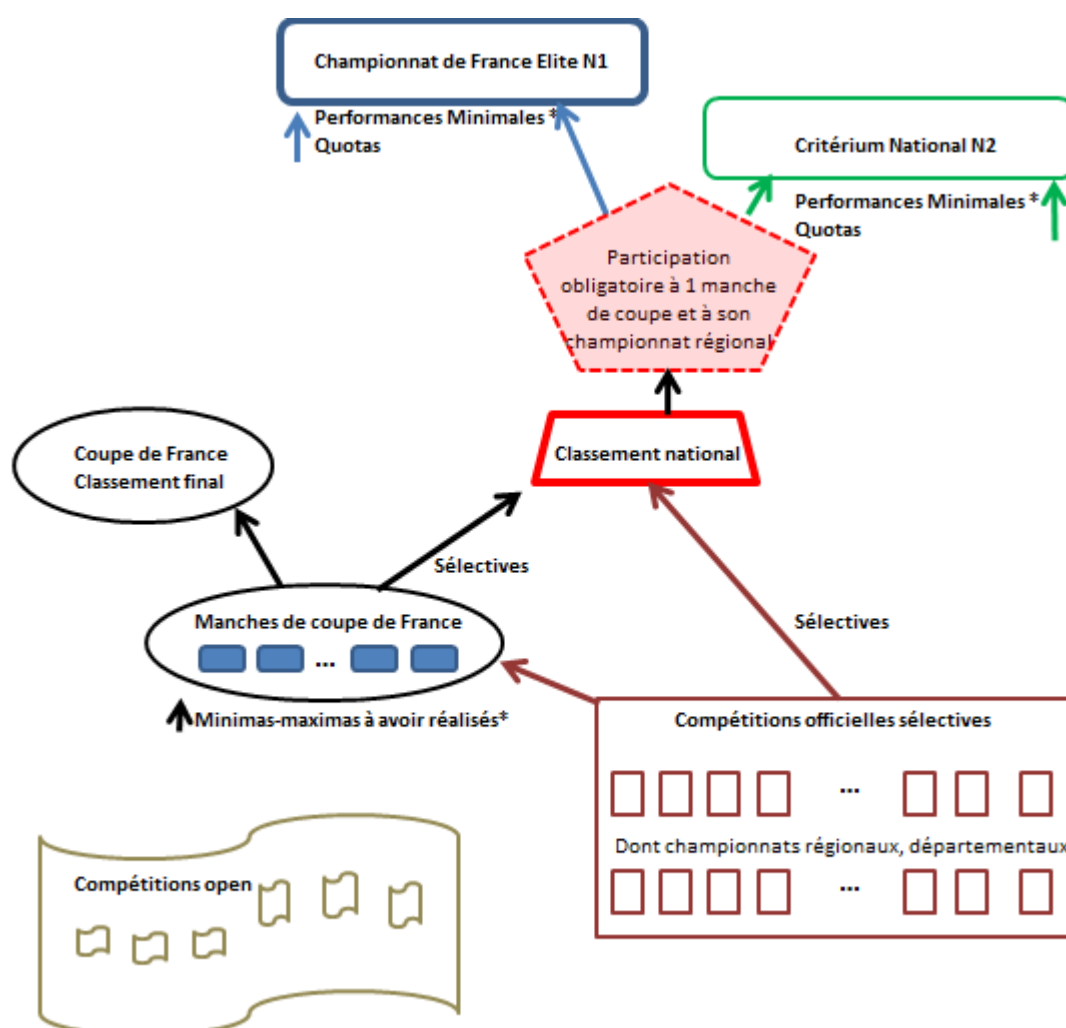 Championnat de France Elite N1
Performances Minimales *
Quotas
Critérium National N2
Performances Minimales *
Quotas
Participation
obligatoire à 1 manche
de coupe et à son
championnat régional
Classement national
Coupe de France
Classement final
Sélectives
Manches de coupe de France
...
Minimas-maxima à avoir réalisés*
Sélectives
Compétitions officielles sélectives
...
Dont championnats régionaux, départementaux
...
Compétitions open